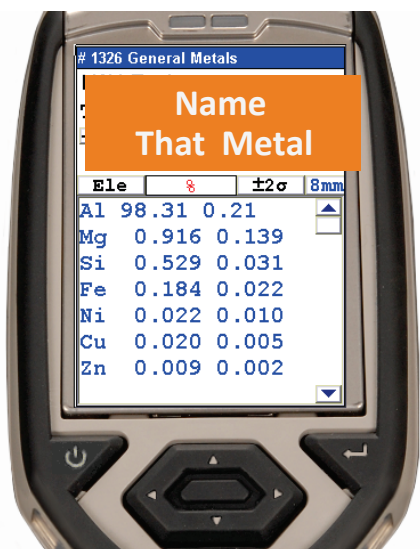 # 1326 General Metals
Name
That Metal
Ele % ±2σ 8mm
Al 98.31 0.21
Mg 0.916 0.139
Si 0.529 0.031
Fe 0.184 0.022
Ni 0.022 0.010
Cu 0.020 0.005
Zn 0.009 0.002